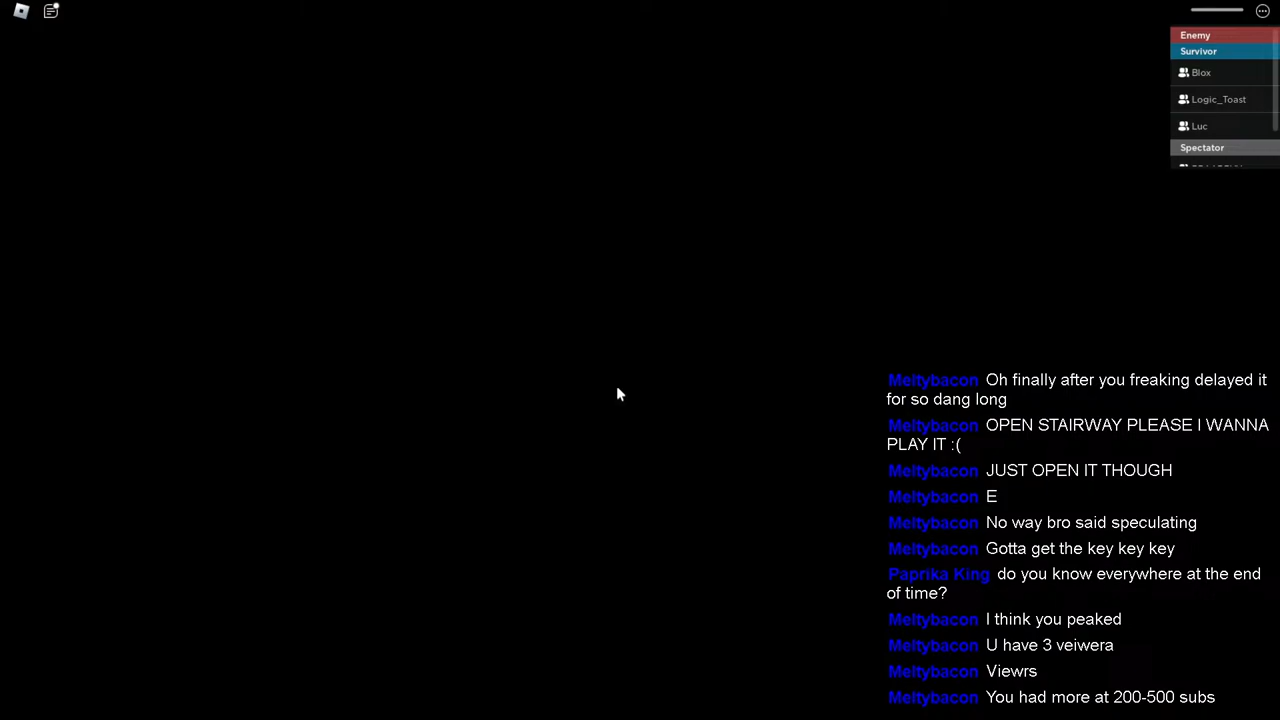 Enemy
Survivor
Blox
Logic_Toast
Luc
Spectator
Meltybacon Oh finally after you freaking delayed it
for so dang long
Meltybacon OPEN STAIRWAY PLEASE I WANNA
PLAY IT :(
Meltybacon JUST OPEN IT THOUGH
Meltybacon E
Meltybacon No way bro said speculating
Meltybacon Gotta get the key key key
Paprika King do you know everywhere at the end
of time?
Meltybacon I think you peaked
Meltybacon U have 3 veiwera
Meltybacon Viewrs
Meltybacon You had more at 200-500 subs